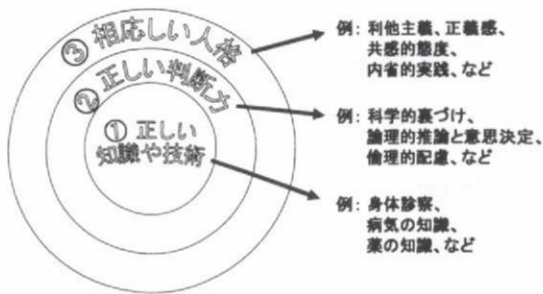 ③ 相応しい人格
② 正しい判断力
① 正しい
知識や技術
例: 利他主義、正義感、
共感的態度、
内省的実践、など
例: 科学的裏づけ、
論理的推論と意思決定、
倫理的配慮、など
例: 身体診察、
病気の知識、
薬の知識、など